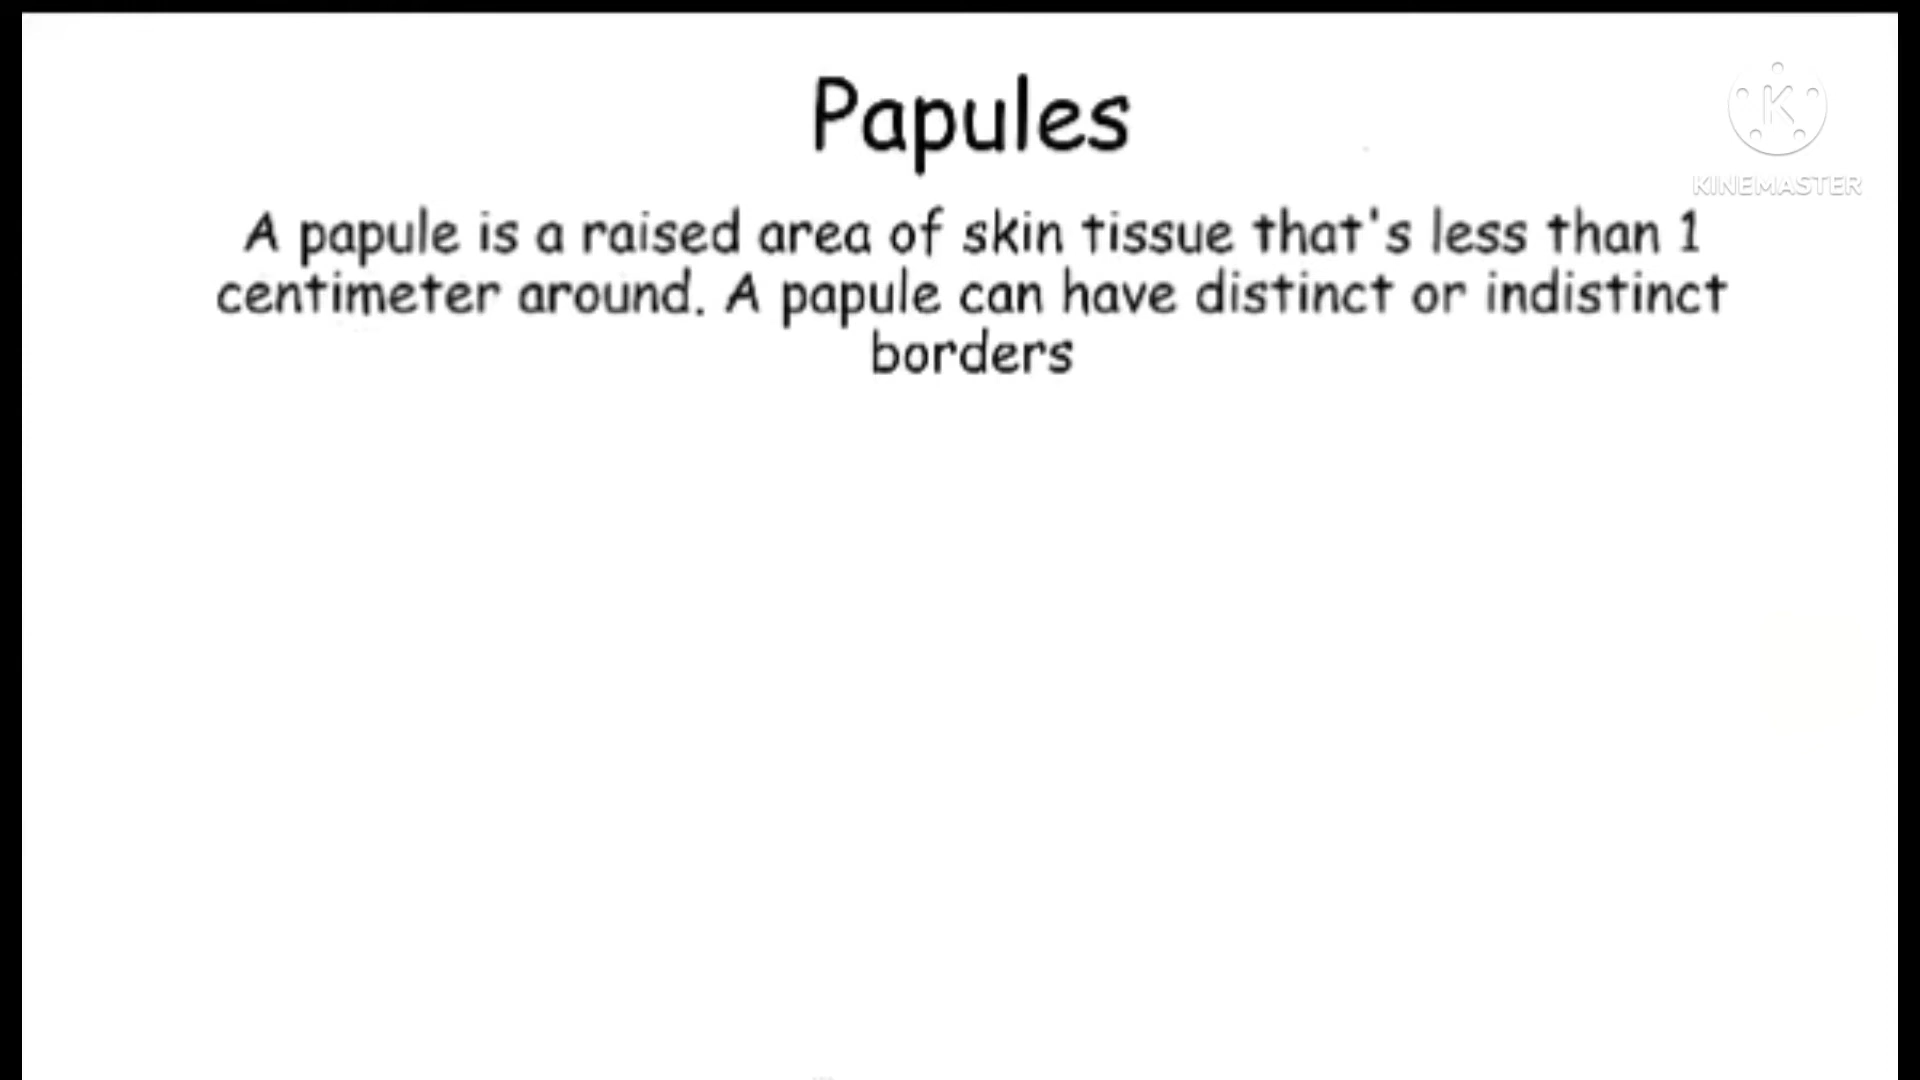 Papules
K
KINEMASTER
A papule is a raised area of skin tissue that's less than 1
centimeter around. A papule can have distinct or indistinct
borders